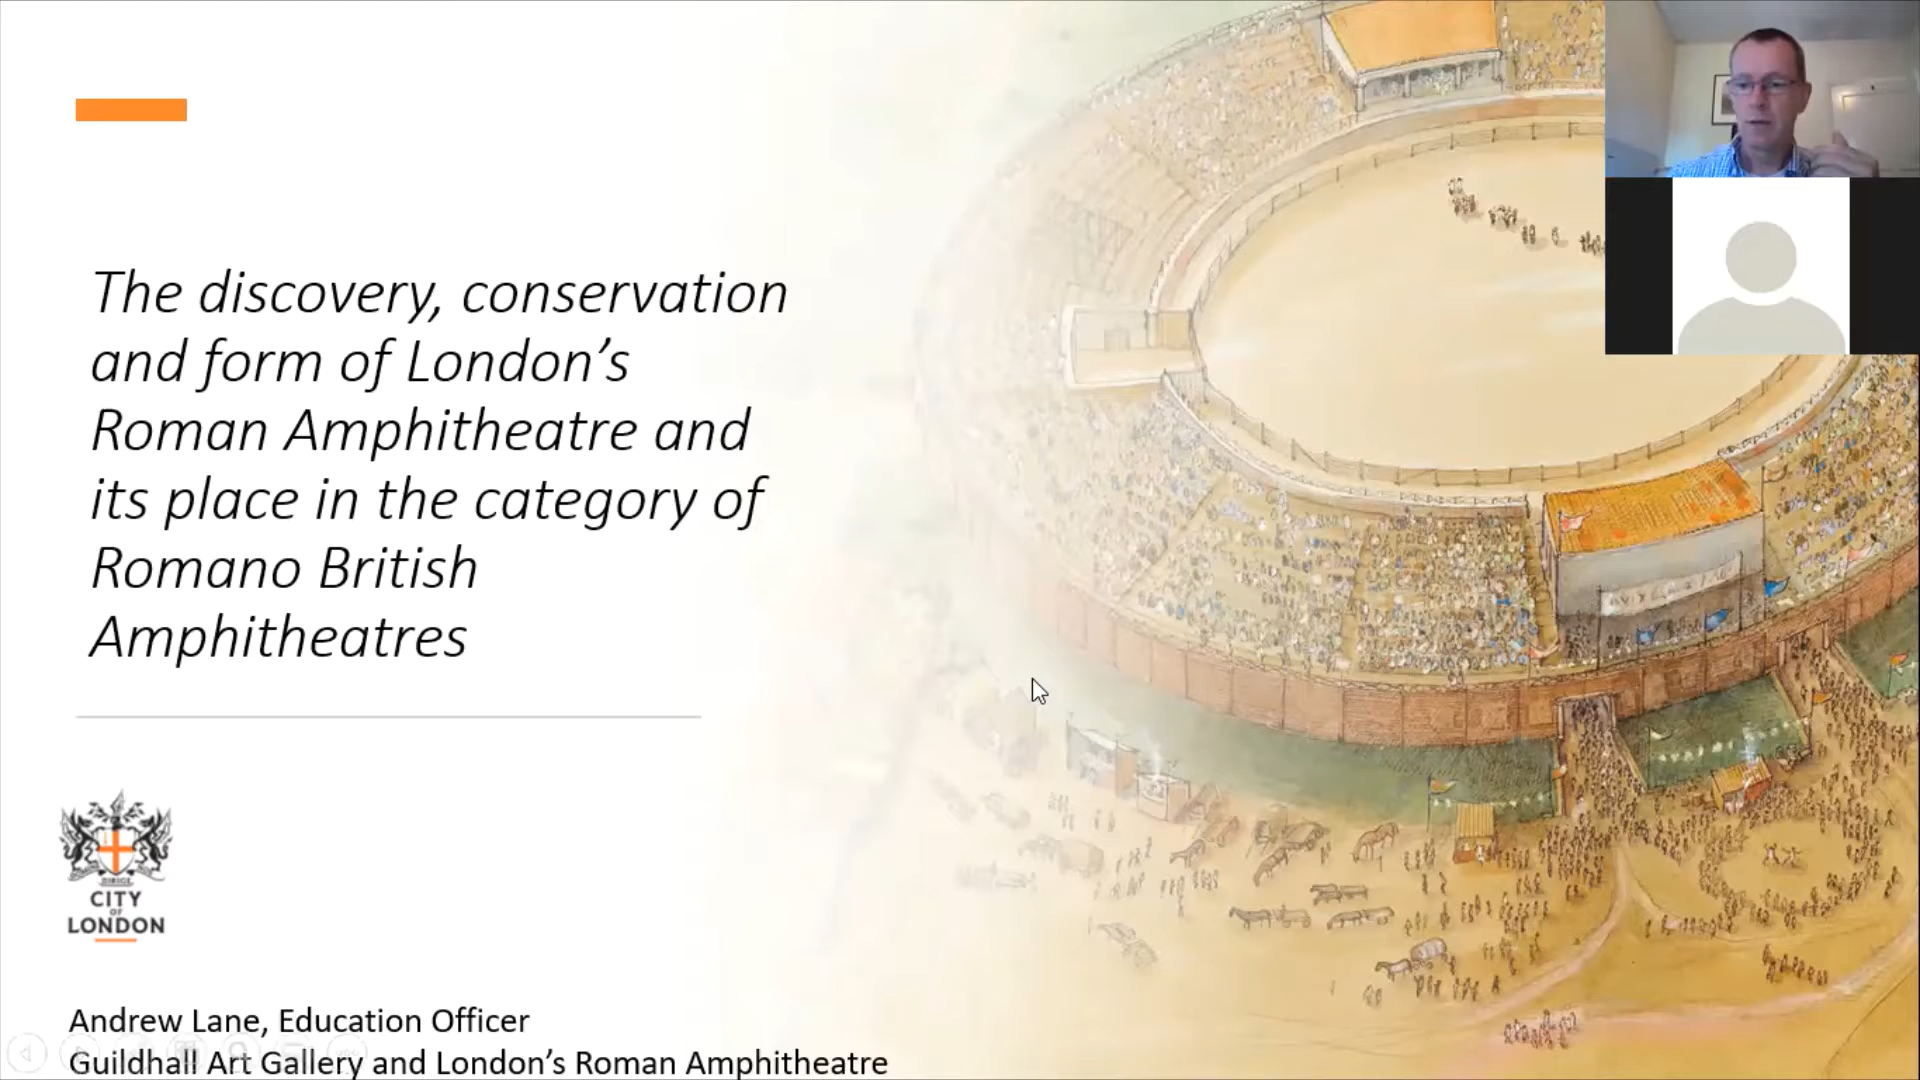 The discovery, conservation
and form of London’s
Roman Amphitheatre and
its place in the category of
Romano British
Amphitheatres
CITY
OF
LONDON
Andrew Lane, Education Officer
Guildhall Art Gallery and London’s Roman Amphitheatre